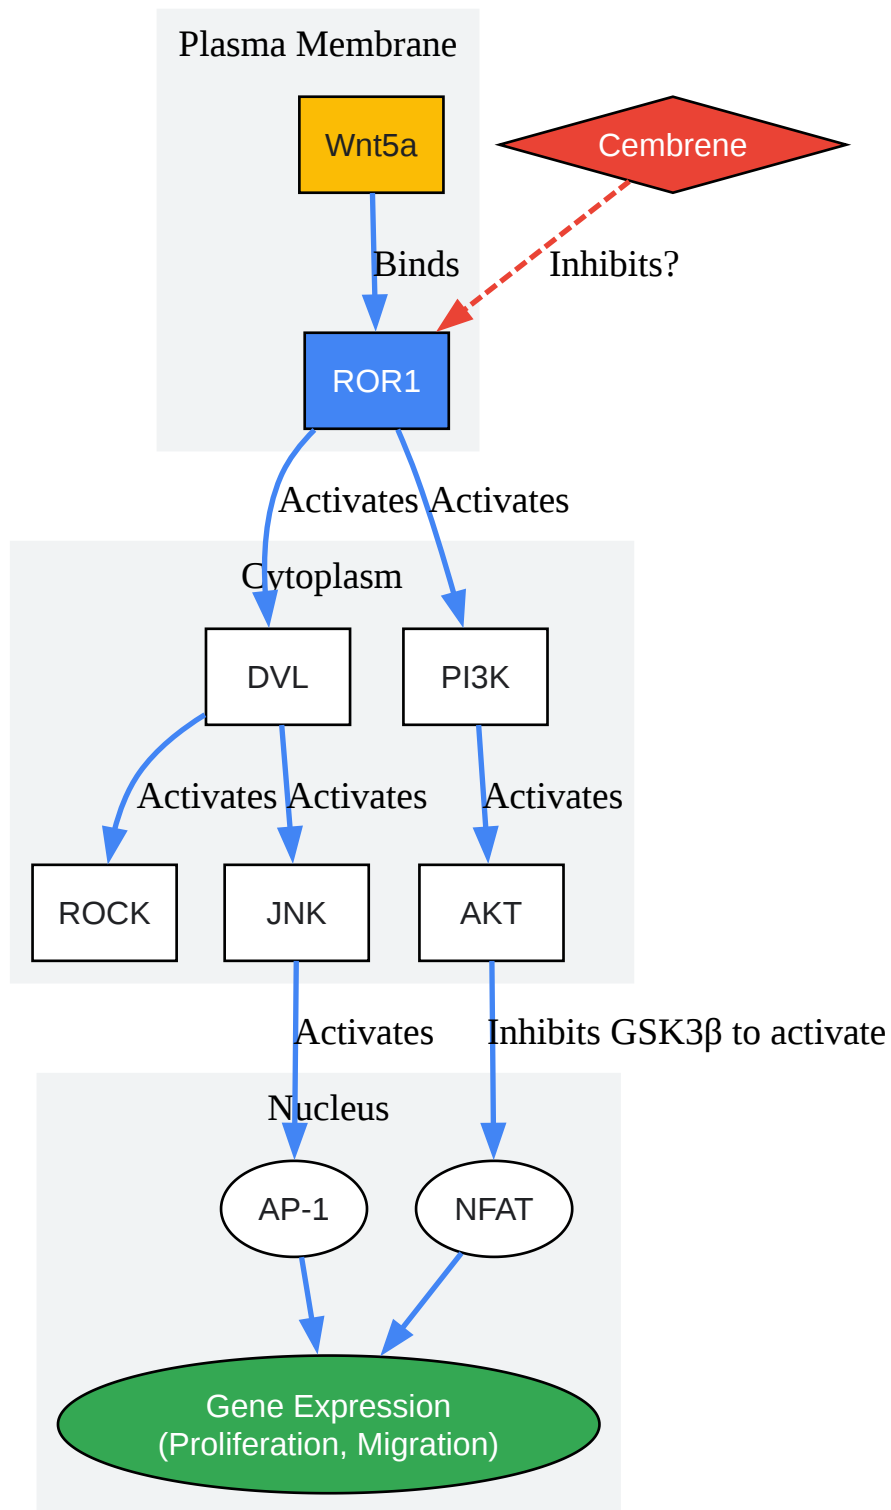 Plasma Membrane
Wnt5a
Cembrene
Binds
Inhibits?
ROR1
Activates
Activates
Cytoplasm
DVL
PI3K
Activates
Activates
Activates
ROCK
JNK
AKT
Activates
Inhibits GSK3β to activate
Nucleus
AP-1
NFAT
Gene Expression
(Proliferation, Migration)